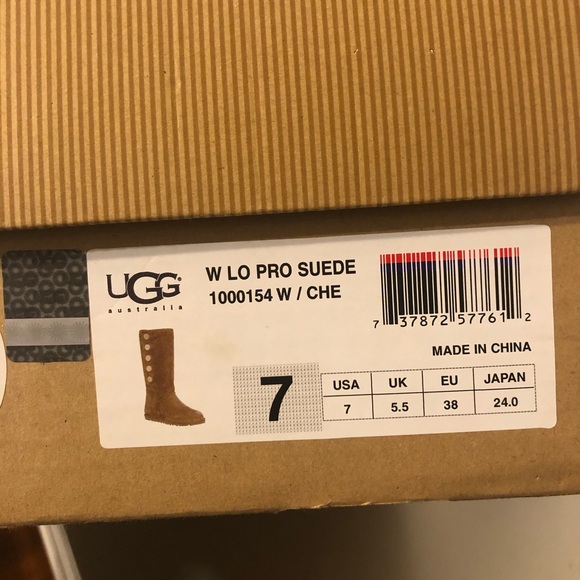 UGG
australia
W LO PRO SUEDE
1000154 W / CHE
7 37872 57761 2
MADE IN CHINA
7
USA UK EU JAPAN
7 5.5 38 24.0